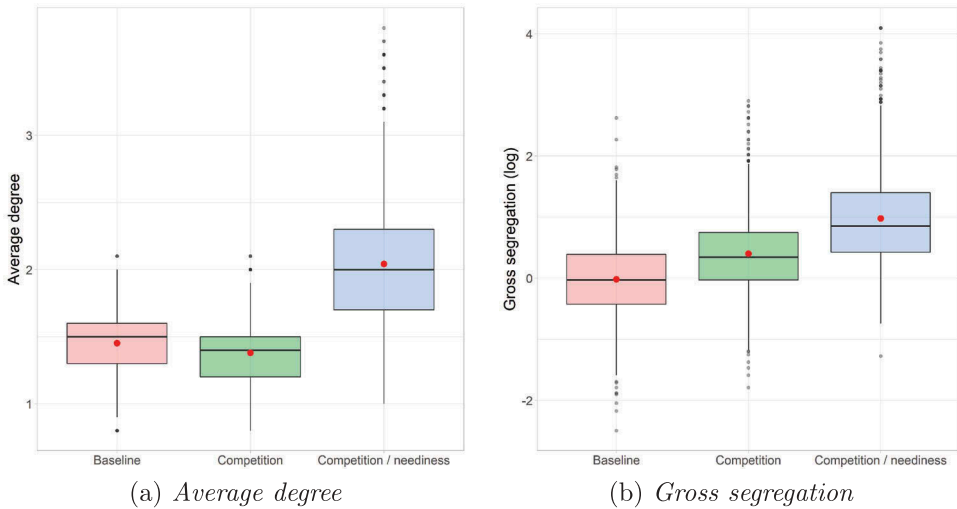 Average degree
3
2
1
Baseline
Competition
Competition / neediness
(a) Average degree
Gross segregation (log)
4
2
0
-2
Baseline
Competition
Competition / neediness
(b) Gross segregation